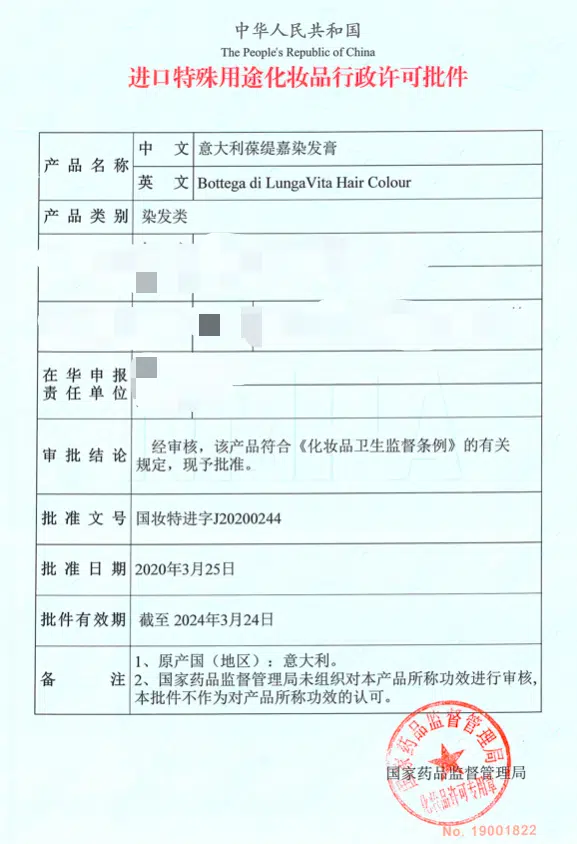 中华人民共和国
The People's Republic of China
进口特殊用途化妆品行政许可批件
产品名称
中 文 意大利葆缇嘉染发膏
英 文 Bottega di LungaVita Hair Colour
产品类别 染发类
在华申报
责任单位
审批结论
经审核，该产品符合《化妆品卫生监督条例》的有关
规定，现予批准。
批准文号 国妆特进字J20200244
批准日期 2020年3月25日
批件有效期 截至 2024年3月24日
备 注
1、原产国（地区）：意大利。
2、国家药品监督管理局未组织对本产品所称功效进行审核,
本批件不作为对产品所称功效的认可。
国家药品监督管理局
国家药品监督管理局
化妆品许可专用章
No. 19001822